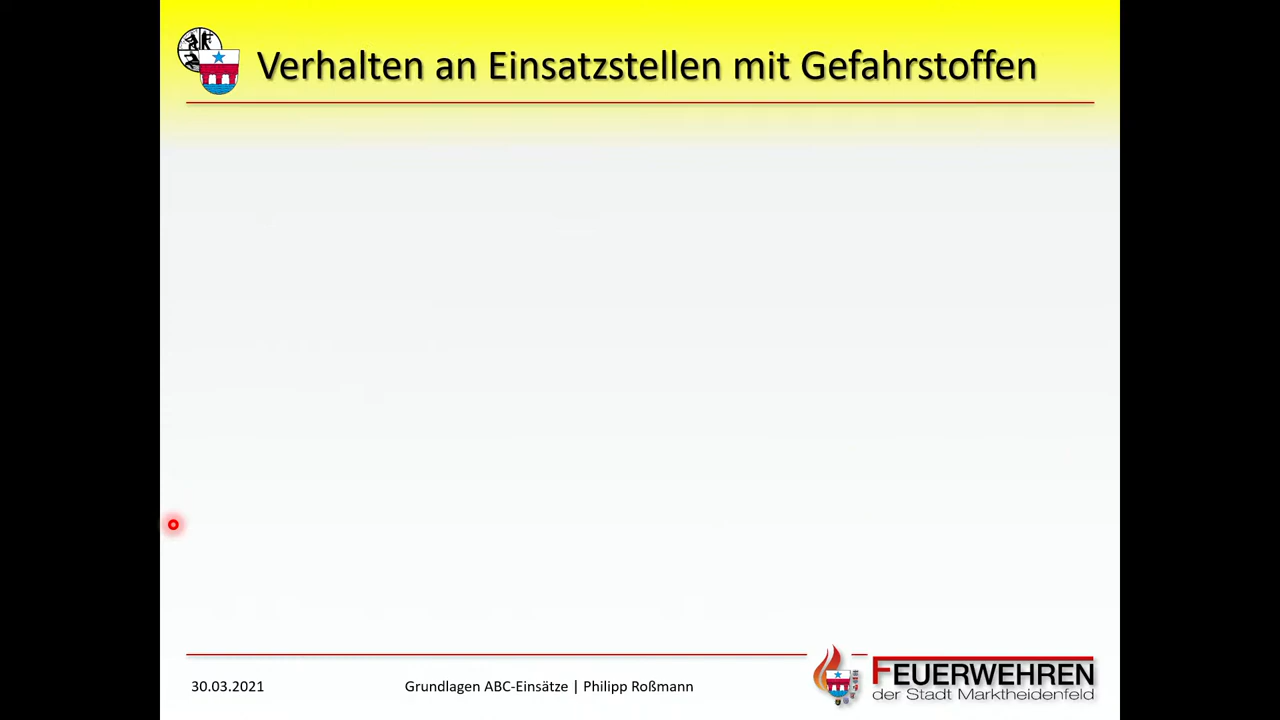 Verhalten an Einsatzstellen mit Gefahrstoffen
30.03.2021
Grundlagen ABC-Einsätze | Philipp Roßmann
FEUERWEHREN
der Stadt Marktheidenfeld